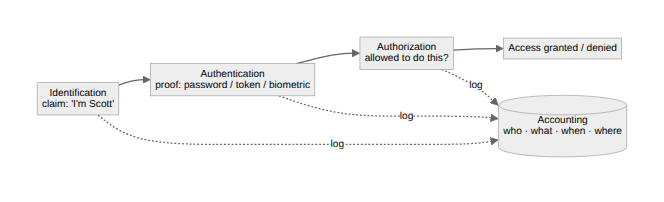 Identification
claim: 'I'm Scott'
Authentication
proof: password / token / biometric
Authorization
allowed to do this?
Access granted / denied
log
log
log
Accounting
who · what · when · where